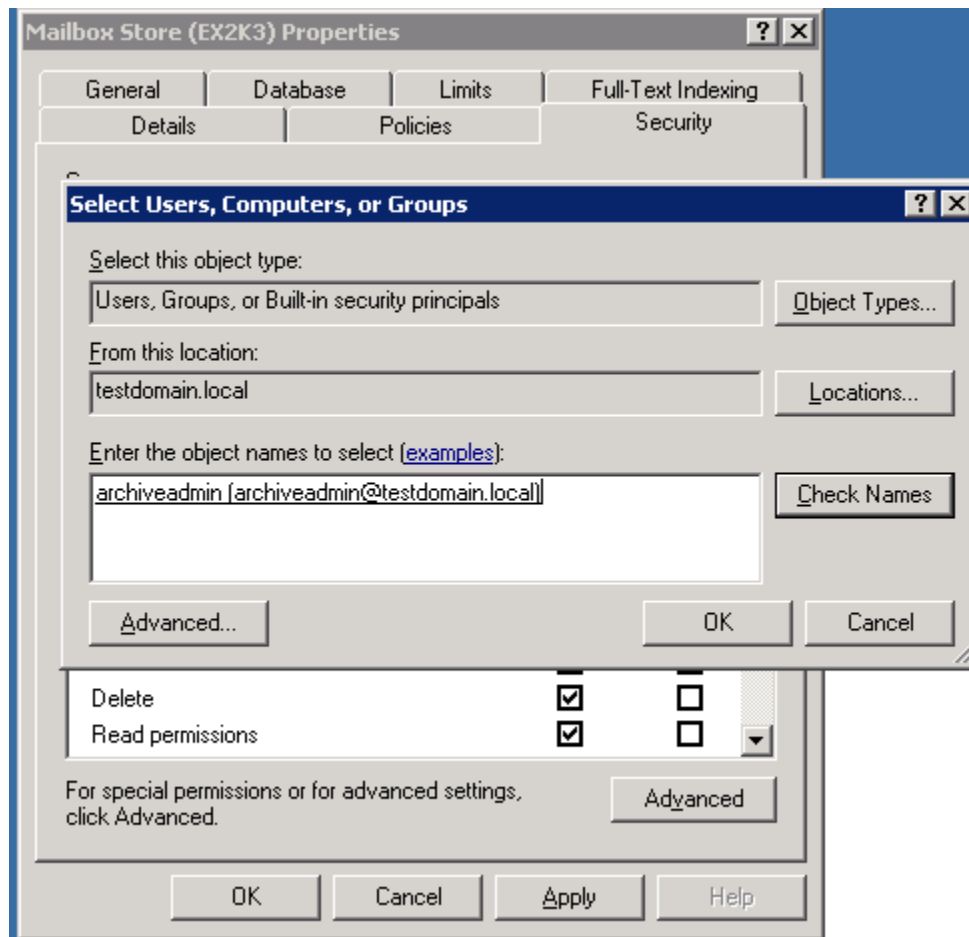 Mailbox Store (EX2K3) Properties
General Database Limits Full-Text Indexing
Details Policies Security
Select Users, Computers, or Groups
Select this object type:
Users, Groups, or Built-in security principals
Object Types...
From this location:
testdomain.local
Locations...
Enter the object names to select (examples):
archiveadmin (archiveadmin@testdomain.local)
Check Names
Advanced... OK Cancel
Delete
Read permissions
For special permissions or for advanced settings,
click Advanced.
Advanced
OK Cancel Apply Help